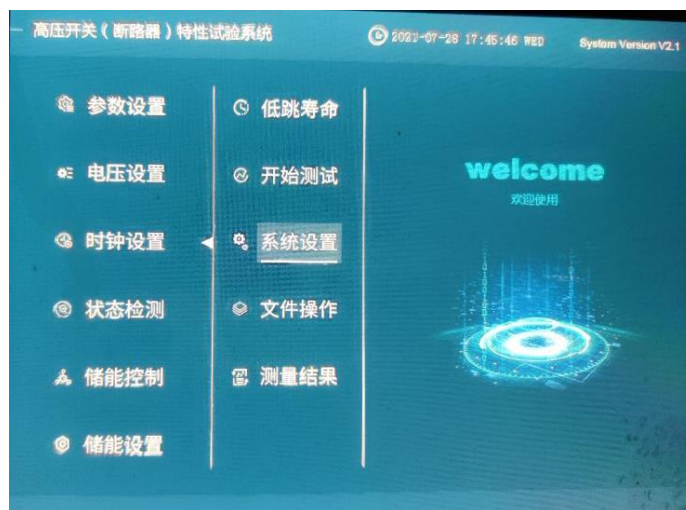 高压开关（断路器）特性试验系统
2021-07-28 17:45:46 WED
System Version V2.1
参数设置
电压设置
时钟设置
状态检测
储能控制
储能设置
低跳寿命
开始测试
系统设置
文件操作
测量结果
welcome
欢迎使用